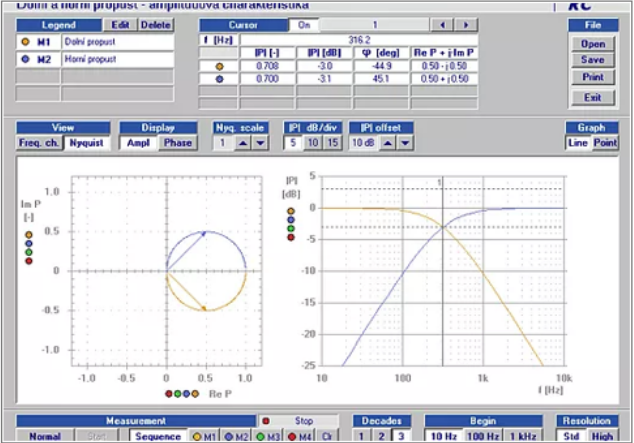 Dolní a horní propust - amplitudová charakteristika RC
Legend Edit Delete Cursor On 1 File
M1 Dolní propust
M2 Horní propust
f [Hz] 316.2
|P| [-] |P| [dB] φ [deg] Re P + j·Im P
0.708 -3.0 -44.9 0.50 - j 0.50
0.700 -3.1 45.1 0.50 + j 0.50
Open
Save
Print
Exit
View Display Nyq. scale |P| dB/div |P| offset Graph
Freq. ch. Nyquist Ampl Phase 1 5 10 15 10 dB Line Point
Im P
[-]
1.0
0.5
0
-0.5
-1.0
-1.0 -0.5 0 0.5 1.0
Re P
|P|
[dB]
1
5
0
-5
-10
-15
-20
-25
10 100 1k 10k
f [Hz]
Measurement Stop Decades Begin Resolution
Normal Start Sequence M1 M2 M3 M4 Clr 1 2 3 10 Hz 100 Hz kHz Std High